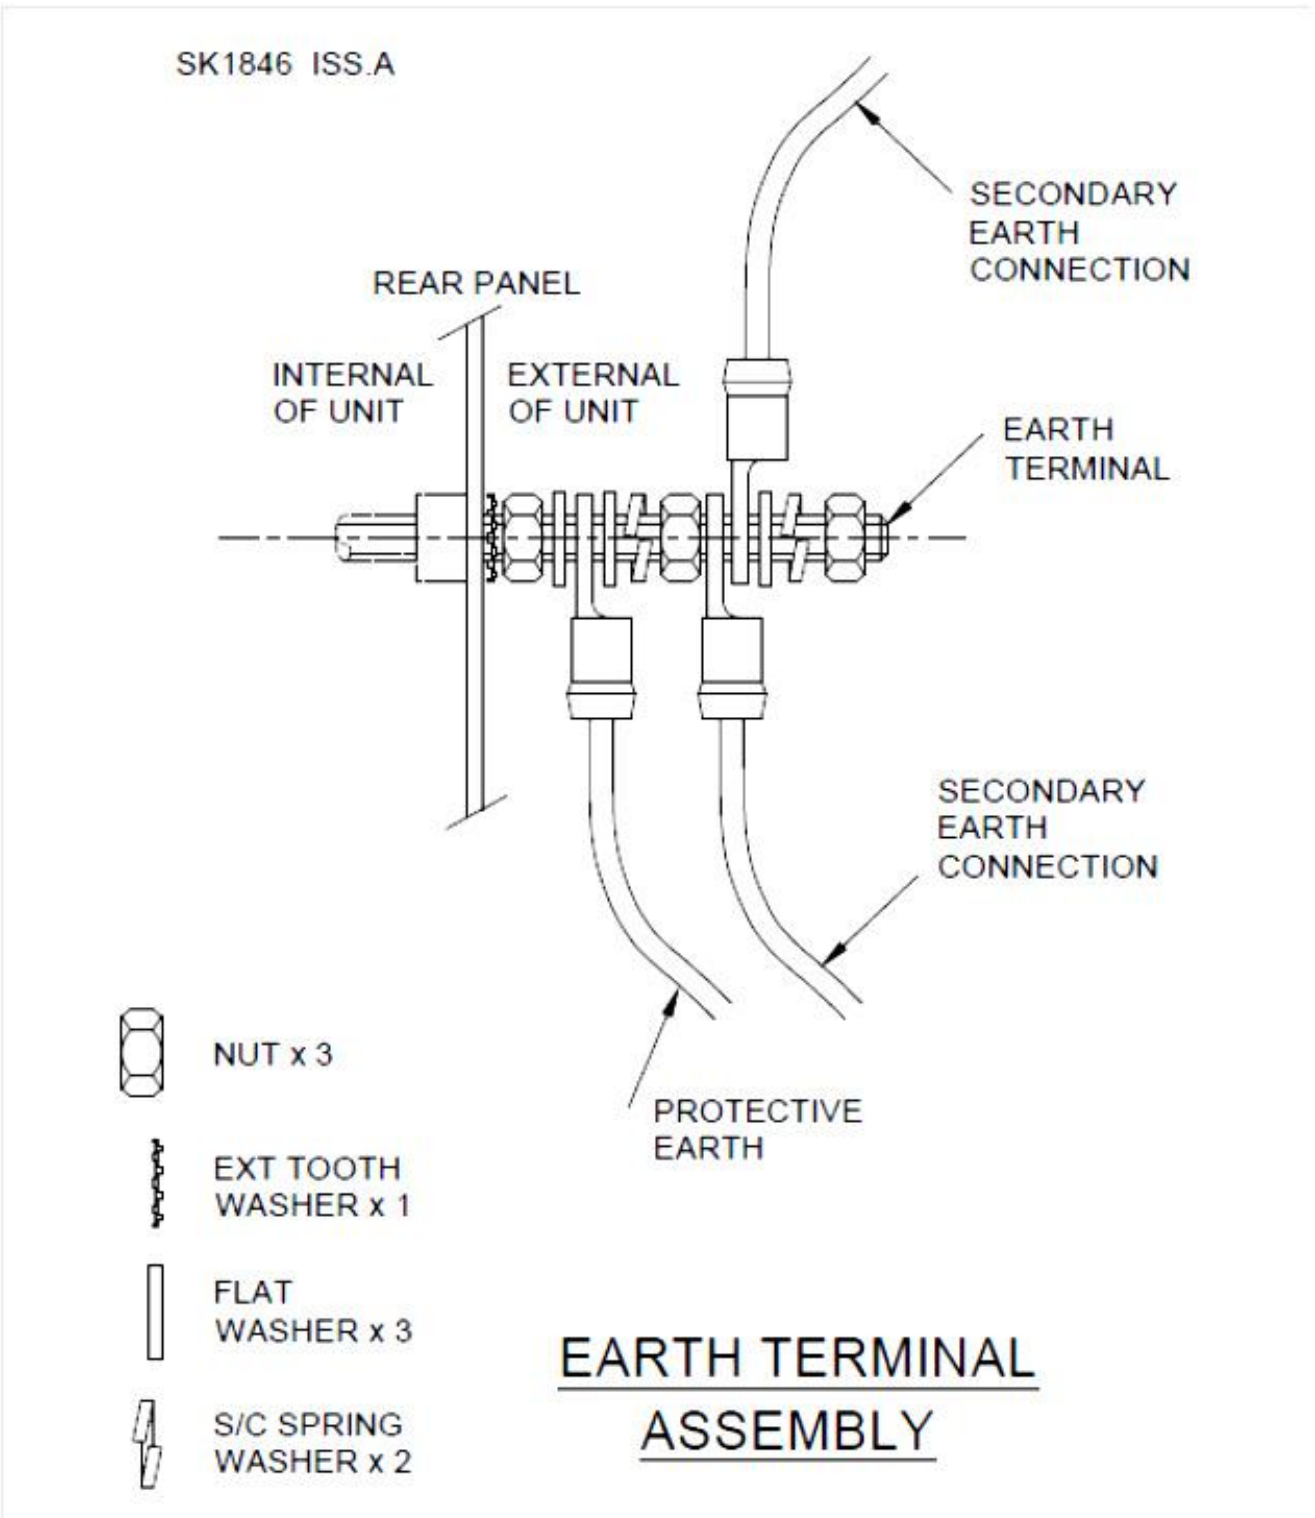 SK1846 ISS.A
SECONDARY
EARTH
CONNECTION
REAR PANEL
INTERNAL
OF UNIT
EXTERNAL
OF UNIT
EARTH
TERMINAL
SECONDARY
EARTH
CONNECTION
PROTECTIVE
EARTH
NUT x 3
EXT TOOTH
WASHER x 1
FLAT
WASHER x 3
S/C SPRING
WASHER x 2
EARTH TERMINAL
ASSEMBLY